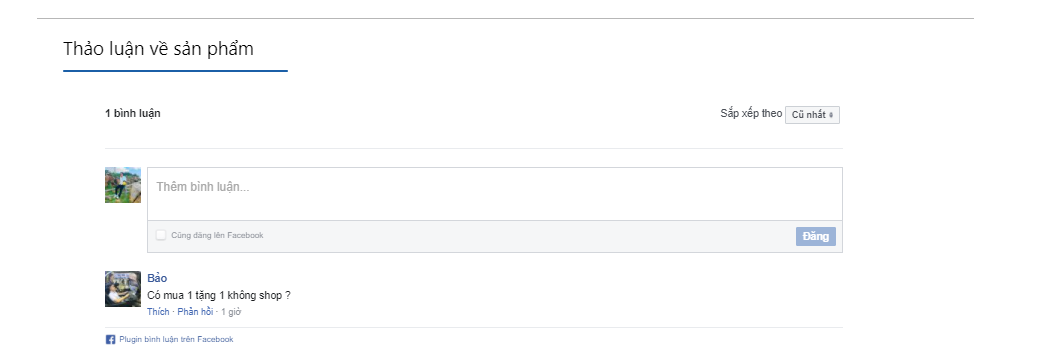 Thảo luận về sản phẩm
1 bình luận
Sắp xếp theo Cũ nhất
Thêm bình luận...
Cũng đăng lên Facebook
Đăng
Bảo
Có mua 1 tặng 1 không shop ?
Thích · Phản hồi · 1 giờ
Plugin bình luận trên Facebook